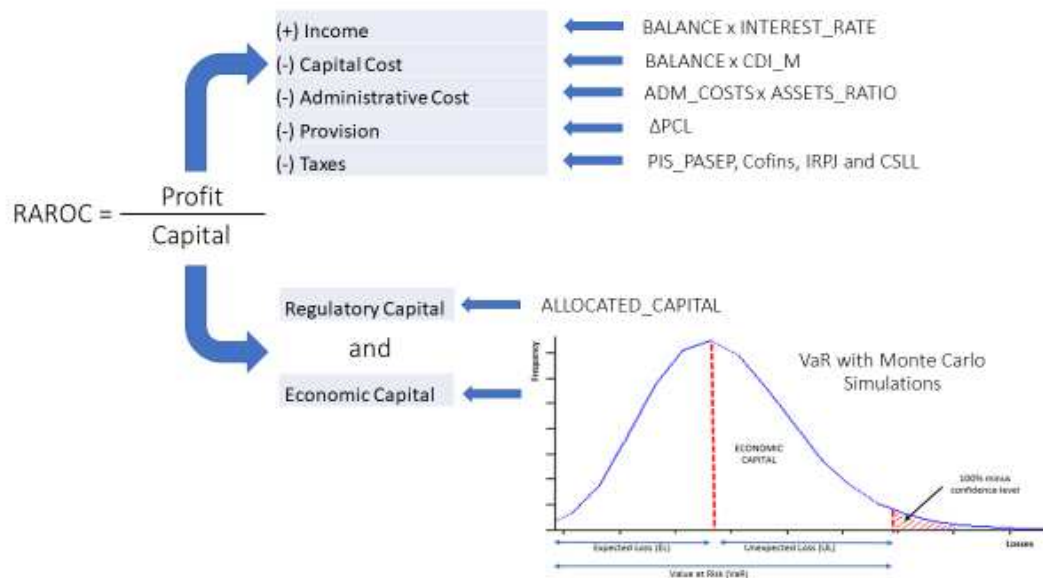 (+) Income
BALANCE x INTEREST_RATE
(-) Capital Cost
BALANCE x CDI_M
(-) Administrative Cost
ADM_COSTS x ASSETS_RATIO
(-) Provision
ΔPCL
(-) Taxes
PIS_PASEP, Cofins, IRPJ and CSLL
RAROC =
Profit
Capital
Regulatory Capital
ALLOCATED_CAPITAL
and
Economic Capital
VaR with Monte Carlo
Simulations
Frequency
ECONOMIC
CAPITAL
100% minus
confidence level
Losses
Expected Loss (EL)
Unexpected Loss (UL)
Value at Risk (VaR)